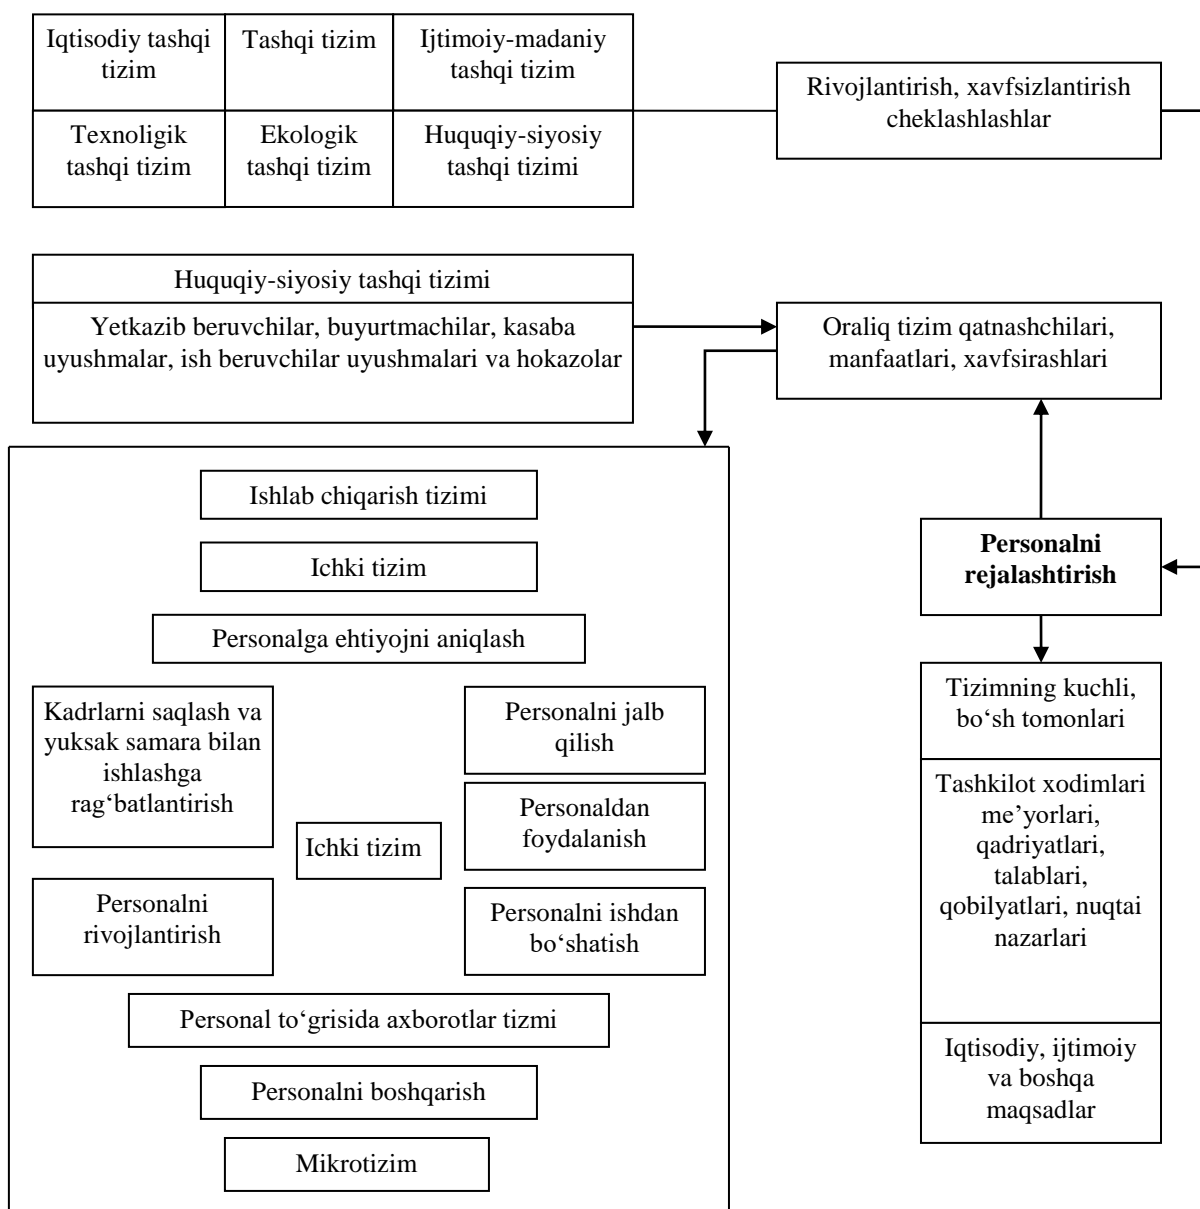 Iqtisodiy tashqi
tizim
Tashqi tizim
Ijtimoiy-madaniy
tashqi tizim
Texnoligik
tashqi tizim
Ekologik
tashqi tizim
Huquqiy-siyosiy
tashqi tizimi
Rivojlantirish, xavfsizlantirish
cheklashlashlar
Huquqiy-siyosiy tashqi tizimi
Yetkazib beruvchilar, buyurtmachilar, kasaba
uyushmalar, ish beruvchilar uyushmalari va hokazolar
Oraliq tizim qatnashchilari,
manfaatlari, xavfsirashlari
Ishlab chiqarish tizimi
Ichki tizim
Personalga ehtiyojni aniqlash
Kadrlarni saqlash va
yuksak samara bilan
ishlashga
rag‘batlantirish
Personalni jalb
qilish
Ichki tizim
Personaldan
foydalanish
Personalni
rivojlantirish
Personalni ishdan
bo‘shatish
Personal to‘grisida axborotlar tizmi
Personalni boshqarish
Mikrotizim
Personalni
rejalashtirish
Tizimning kuchli,
bo‘sh tomonlari
Tashkilot xodimlari
me’yorlari,
qadriyatlari,
talablari,
qobilyatlari, nuqtai
nazarlari
Iqtisodiy, ijtimoiy
va boshqa
maqsadlar